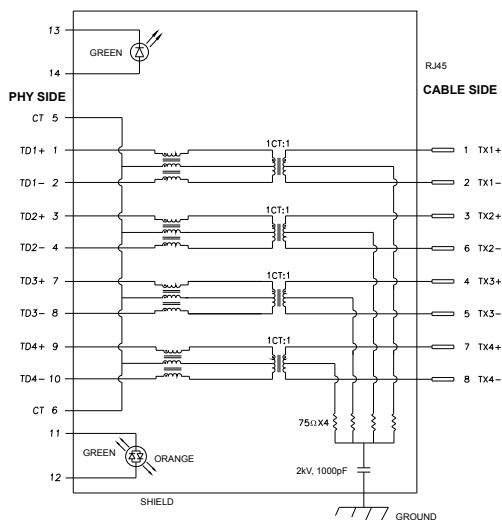 13
GREEN
14
RJ45
PHY SIDE
CABLE SIDE
CT 5
1CT:1
TD1+ 1
1 TX1+
TD1- 2
2 TX1-
1CT:1
TD2+ 3
3 TX2+
TD2- 4
6 TX2-
1CT:1
TD3+ 7
4 TX3+
TD3- 8
5 TX3-
1CT:1
TD4+ 9
7 TX4+
TD4- 10
8 TX4-
CT 6
75ΩX4
11
GREEN
ORANGE
12
2kV, 1000pF
SHIELD
GROUND